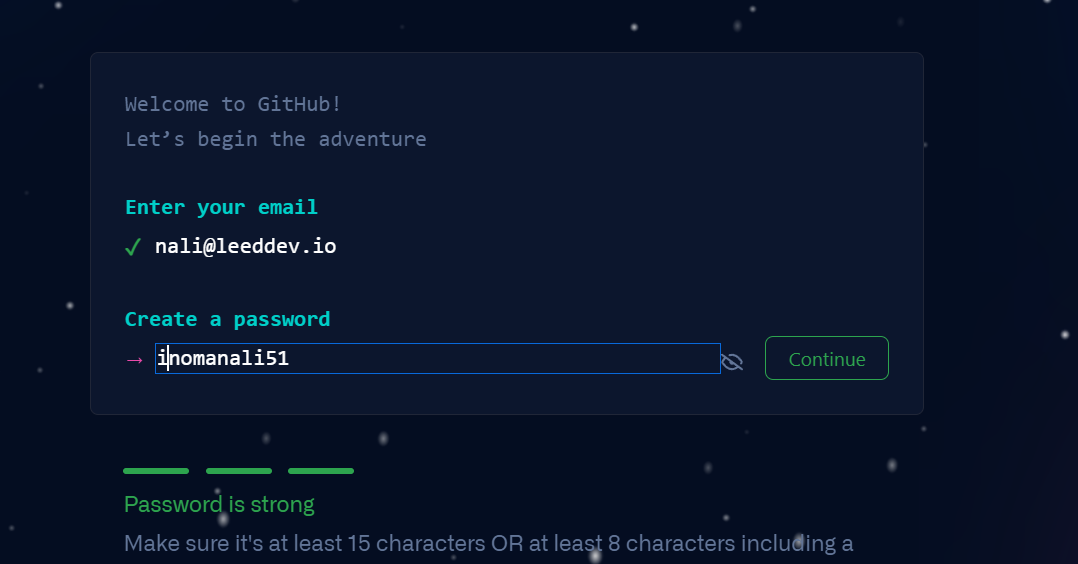 Welcome to GitHub!
Let’s begin the adventure
Enter your email
✓ nali@leeddev.io
Create a password
→ inomanali51
Continue
Password is strong
Make sure it's at least 15 characters OR at least 8 characters including a